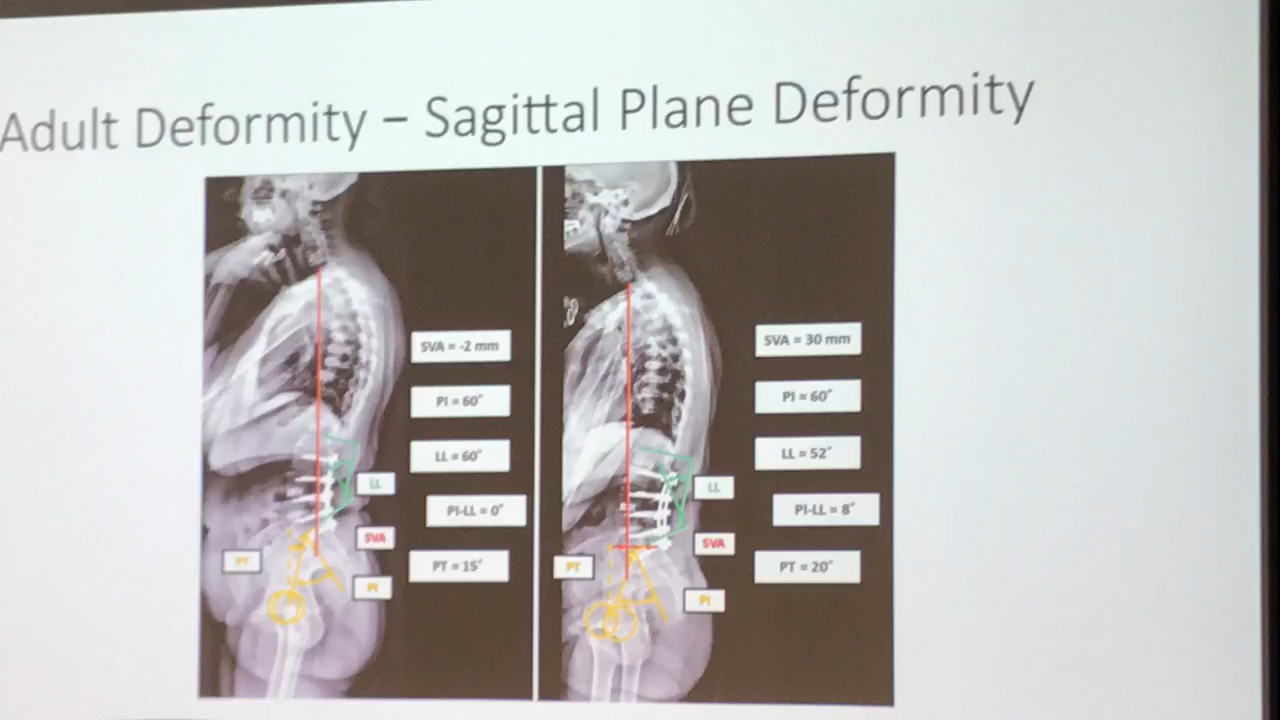 Adult Deformity – Sagittal Plane Deformity
SVA = -2 mm
PI = 60˚
LL = 60˚
LL
PI-LL = 0˚
SVA
PT
PT = 15˚
PI
SVA = 30 mm
PI = 60˚
LL = 52˚
LL
PI-LL = 8˚
SVA
PT
PT = 20˚
PI